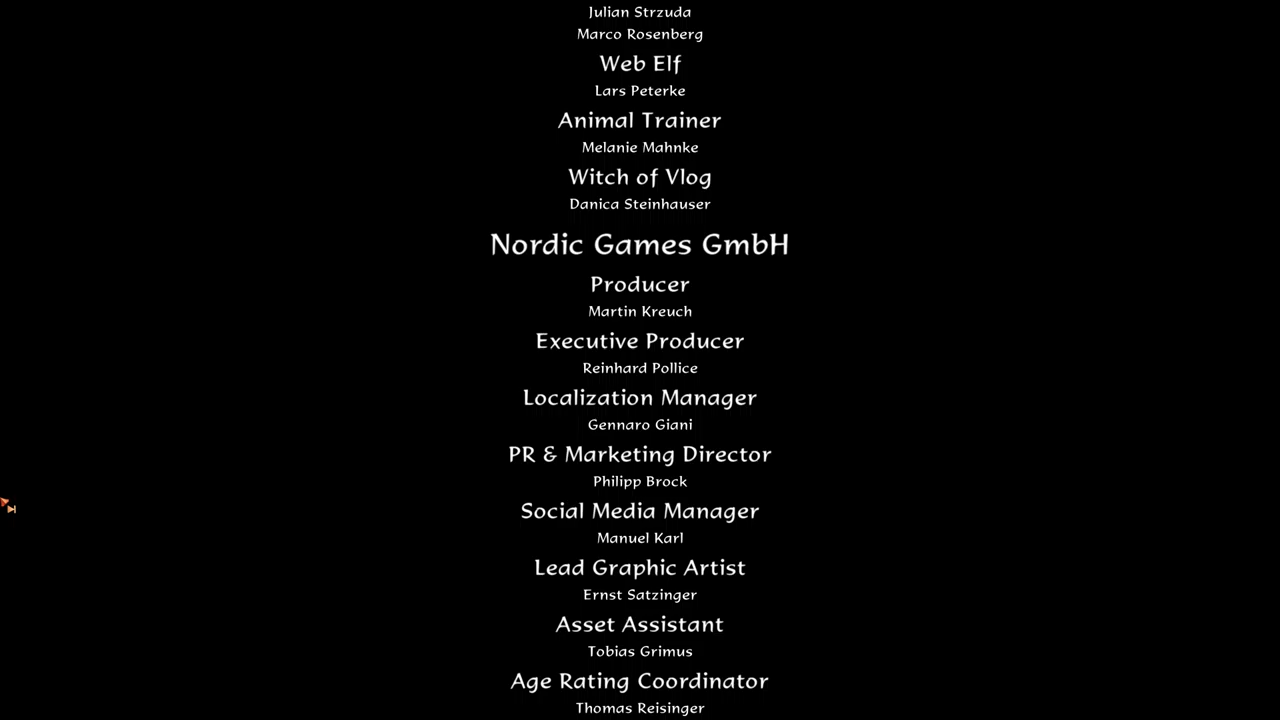 Julian Strzuda
Marco Rosenberg
Web Elf
Lars Peterke
Animal Trainer
Melanie Mahnke
Witch of Vlog
Danica Steinhauser
Nordic Games GmbH
Producer
Martin Kreuch
Executive Producer
Reinhard Pollice
Localization Manager
Gennaro Giani
PR & Marketing Director
Philipp Brock
Social Media Manager
Manuel Karl
Lead Graphic Artist
Ernst Satzinger
Asset Assistant
Tobias Grimus
Age Rating Coordinator
Thomas Reisinger